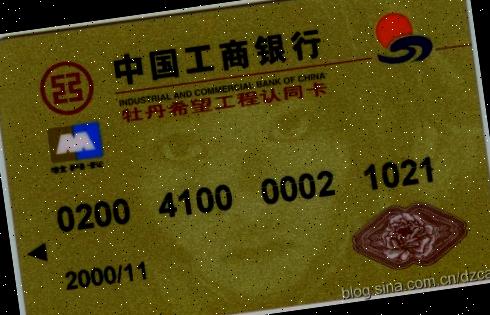 中国工商银行
INDUSTRIAL AND COMMERCIAL BANK OF CHINA
牡丹希望工程认同卡
牡丹卡
0200 4100 0002 1021
2000/11
blog.sina.com.cn/dzca